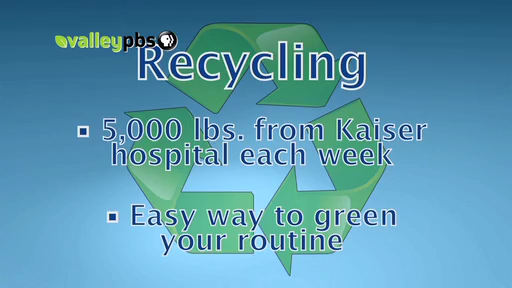 valleypbs
Recycling
▪ 5,000 lbs. from Kaiser
hospital each week
▪ Easy way to green
your routine